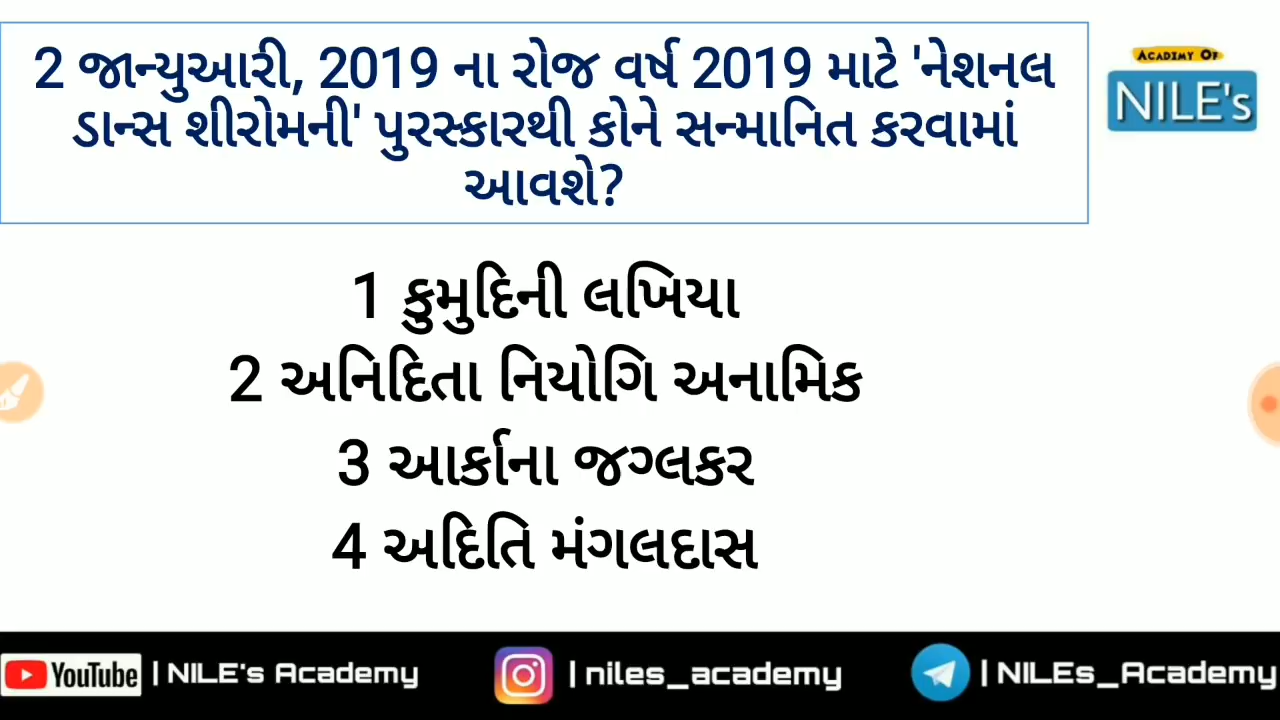 2 જાન્યુઆરી, 2019 ના રોજ વર્ષ 2019 માટે 'નેશનલ
ડાન્સ શીરોમની' પુરસ્કારથી કોને સન્માનિત કરવામાં
આવશે?
ACADEMY OF
NILE's
1 કુમુદિની લખિયા
2 અનિદિતા નિયોગિ અનામિક
3 આર્કાના જગ્લકર
4 અદિતિ મંગલદાસ
YouTube | NILE's Academy
| niles_academy
| NILEs_Academy